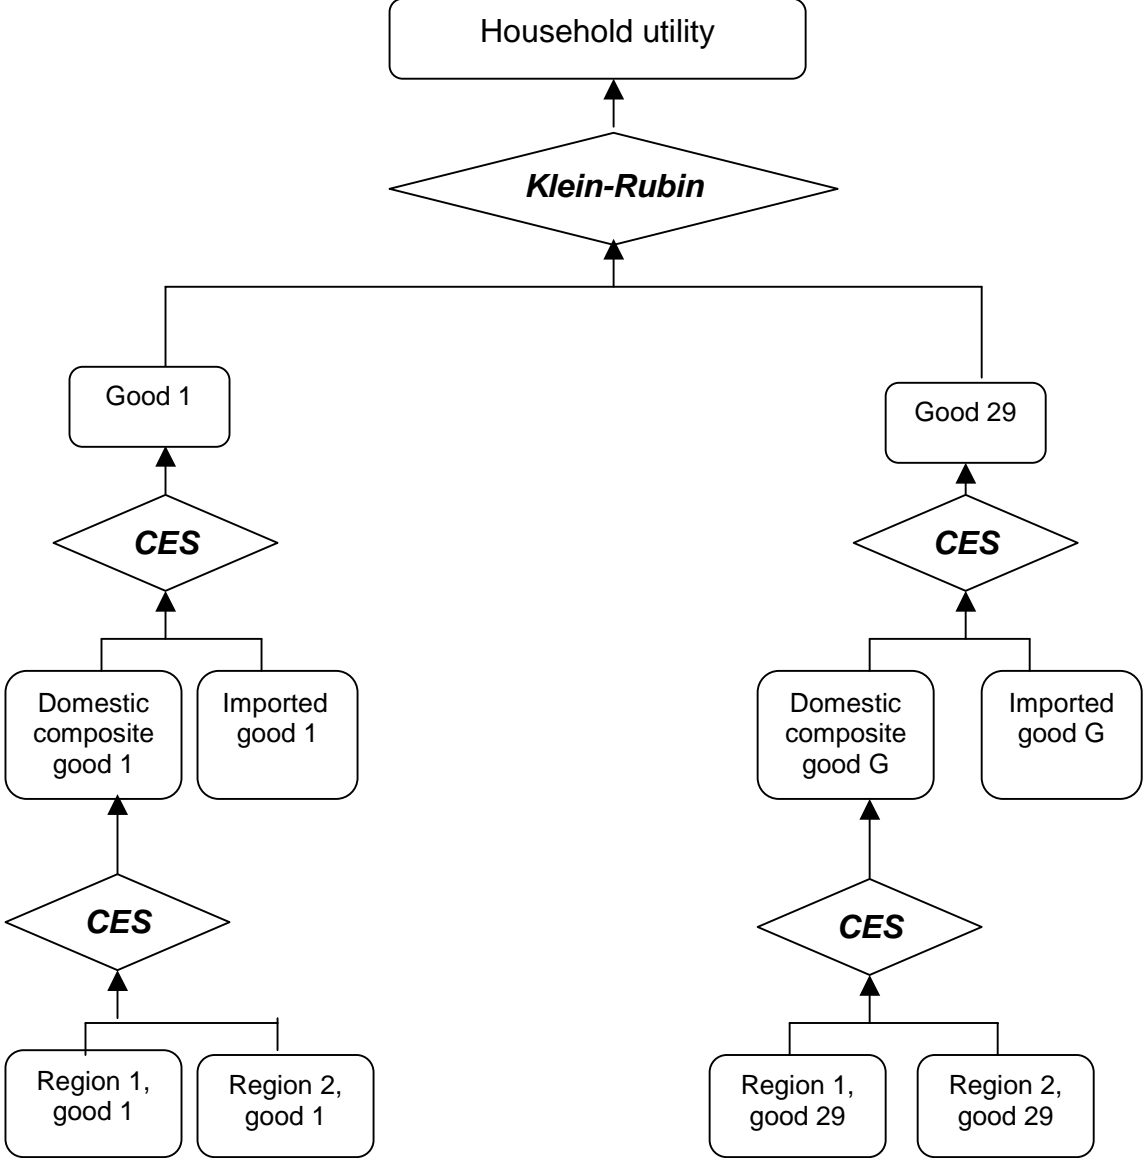 Household utility
Klein-Rubin
Good 1
Good 29
CES
CES
Domestic
composite
good 1
Imported
good 1
Domestic
composite
good G
Imported
good G
CES
CES
Region 1,
good 1
Region 2,
good 1
Region 1,
good 29
Region 2,
good 29